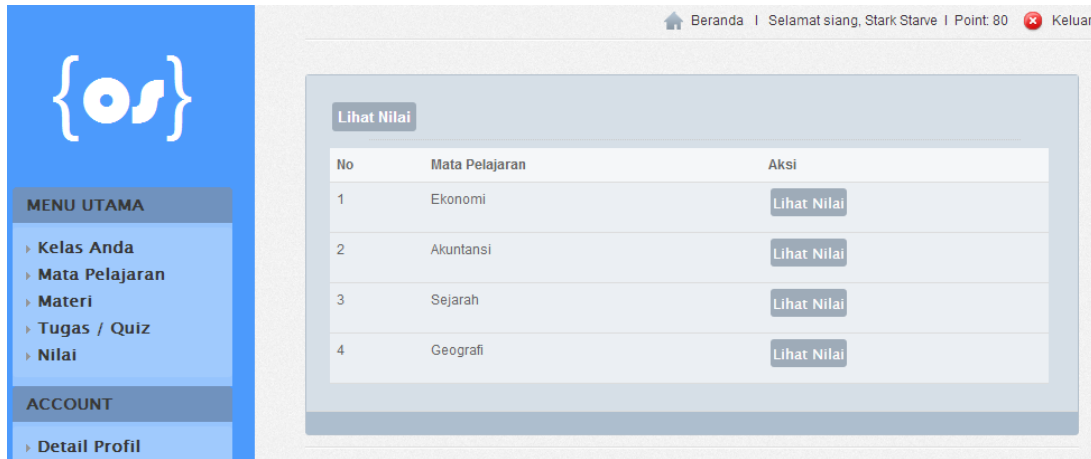 Beranda | Selamat siang, Stark Starve | Point: 80 Keluar
{os}
MENU UTAMA
Kelas Anda
Mata Pelajaran
Materi
Tugas / Quiz
Nilai
ACCOUNT
Detail Profil
Lihat Nilai
No Mata Pelajaran Aksi
1 Ekonomi Lihat Nilai
2 Akuntansi Lihat Nilai
3 Sejarah Lihat Nilai
4 Geografi Lihat Nilai